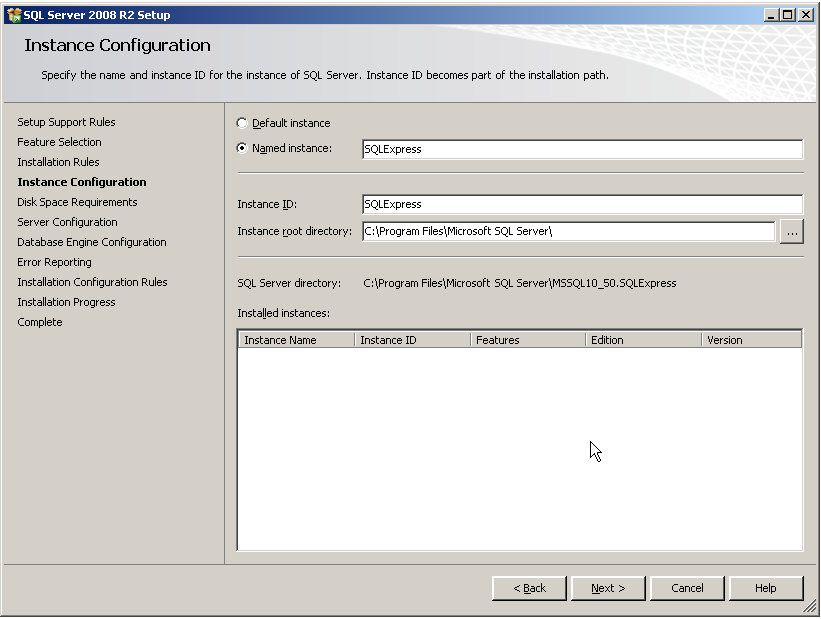 SQL Server 2008 R2 Setup
Instance Configuration
Specify the name and instance ID for the instance of SQL Server. Instance ID becomes part of the installation path.
Setup Support Rules
Feature Selection
Installation Rules
Instance Configuration
Disk Space Requirements
Server Configuration
Database Engine Configuration
Error Reporting
Installation Configuration Rules
Installation Progress
Complete
Default instance
Named instance: SQLExpress
Instance ID: SQLExpress
Instance root directory: C:\Program Files\Microsoft SQL Server\ ...
SQL Server directory: C:\Program Files\Microsoft SQL Server\MSSQL10_50.SQLExpress
Installed instances:
Instance Name Instance ID Features Edition Version
< Back Next > Cancel Help